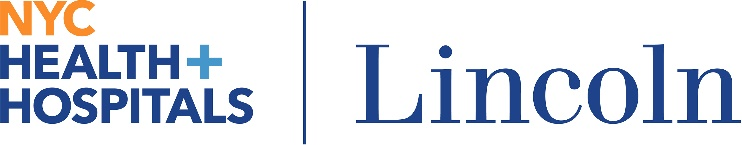 NYC
HEALTH+
HOSPITALS
Lincoln